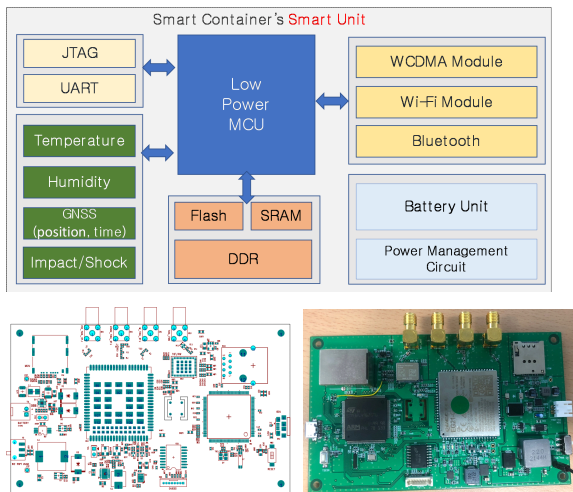 Smart Container's Smart Unit
JTAG
UART
Temperature
Humidity
GNSS
(position, time)
Impact/Shock
Low
Power
MCU
Flash
SRAM
DDR
WCDMA Module
Wi-Fi Module
Bluetooth
Battery Unit
Power Management
Circuit